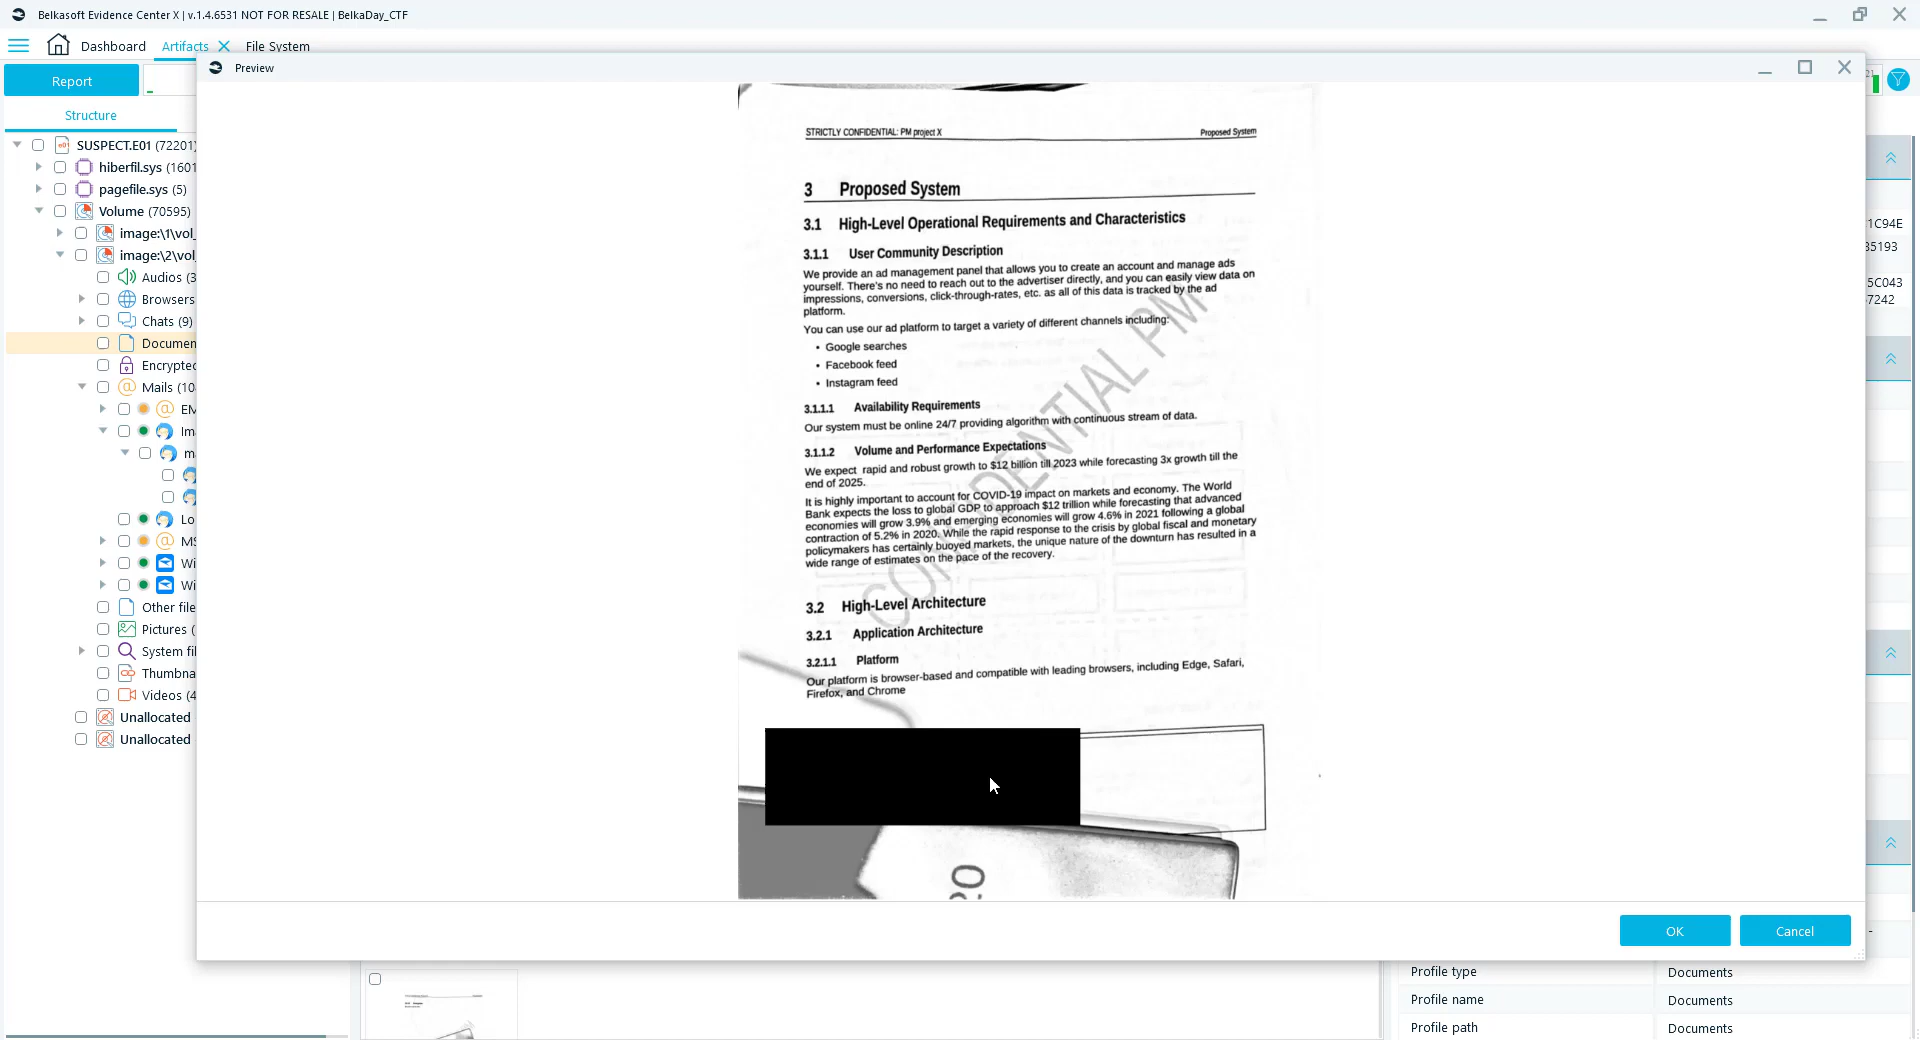 Belkasoft Evidence Center X | v.1.4.6531 NOT FOR RESALE | BelkaDay_CTF
Dashboard
Artifacts
File System
Report
Preview
Structure
SUSPECT.E01 (72201)
hiberfil.sys (1601
pagefile.sys (5)
Volume (70595)
image:\1\vol_
image:\2\vol
Audios (3
Browsers
Chats (9)
Documen
Encrypted
Mails (10
EM
Im
m
Lo
MS
Wi
Wi
Other file
Pictures (
System fil
Thumbna
Videos (4
Unallocated
Unallocated
STRICTLY CONFIDENTIAL: PM project X
Proposed System
3 Proposed System
3.1 High-Level Operational Requirements and Characteristics
3.1.1 User Community Description
We provide an ad management panel that allows you to create an account and manage ads
yourself. There's no need to reach out to the advertiser directly, and you can easily view data on
impressions, conversions, click-through-rates, etc. as all of this data is tracked by the ad
platform.
You can use our ad platform to target a variety of different channels including:
• Google searches
• Facebook feed
• Instagram feed
3.1.1.1 Availability Requirements
Our system must be online 24/7 providing algorithm with continuous stream of data.
3.1.1.2 Volume and Performance Expectations
We expect rapid and robust growth to $12 billion till 2023 while forecasting 3x growth till the
end of 2025.
It is highly important to account for COVID-19 impact on markets and economy. The World
Bank expects the loss to global GDP to approach $12 trillion while forecasting that advanced
economies will grow 3.9% and emerging economies will grow 4.6% in 2021 following a global
contraction of 5.2% in 2020. While the rapid response to the crisis by global fiscal and monetary
policymakers has certainly buoyed markets, the unique nature of the downturn has resulted in a
wide range of estimates on the pace of the recovery.
3.2 High-Level Architecture
3.2.1 Application Architecture
3.2.1.1 Platform
Our platform is browser-based and compatible with leading browsers, including Edge, Safari,
Firefox, and Chrome
CONFIDENTIAL PM
20
1C94E
35193
5C043
7242
OK
Cancel
Profile type
Documents
Profile name
Documents
Profile path
Documents